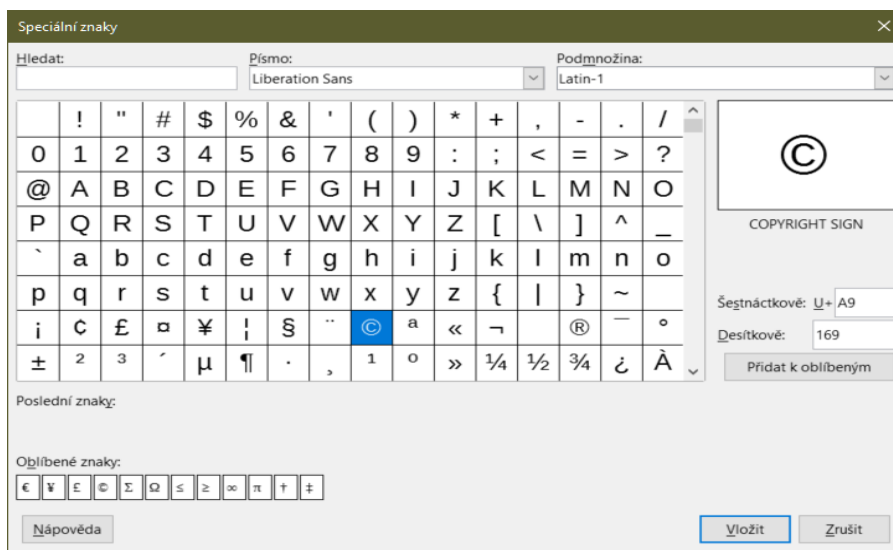 Speciální znaky
Hledat:
Písmo:
Podmnožina:
Liberation Sans
Latin-1
! " # $ % & ' ( ) * + , - . /
0 1 2 3 4 5 6 7 8 9 : ; < = > ?
@ A B C D E F G H I J K L M N O
P Q R S T U V W X Y Z [ \ ] ^ _
` a b c d e f g h i j k l m n o
p q r s t u v w x y z { | } ~
¡ ¢ £ ¤ ¥ ¦ § ¨ © ª « ¬ ® ¯ °
± ² ³ ´ µ ¶ · ¸ ¹ º » ¼ ½ ¾ ¿ À
©
COPYRIGHT SIGN
Šestnáctkově: U+ A9
Desítkově: 169
Přidat k oblíbeným
Poslední znaky:
Oblíbené znaky:
€ ¥ £ © Σ Ω ≤ ≥ ∞ π † ‡
Nápověda
Vložit
Zrušit